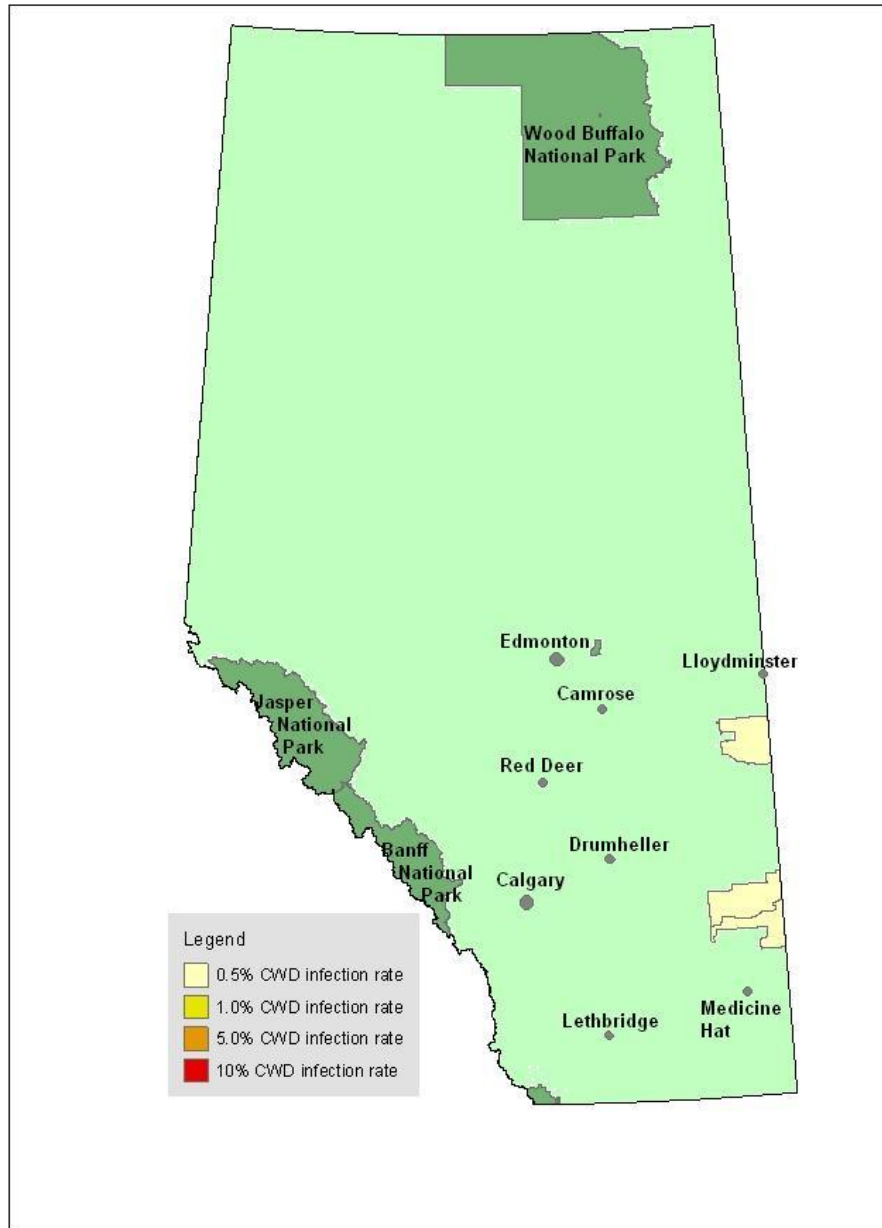 Wood Buffalo
National Park
Edmonton
Lloydminster
Camrose
Jasper
National
Park
Red Deer
Drumheller
Banff
National
Park
Calgary
Legend
0.5% CWD infection rate
1.0% CWD infection rate
5.0% CWD infection rate
10% CWD infection rate
Medicine
Hat
Lethbridge